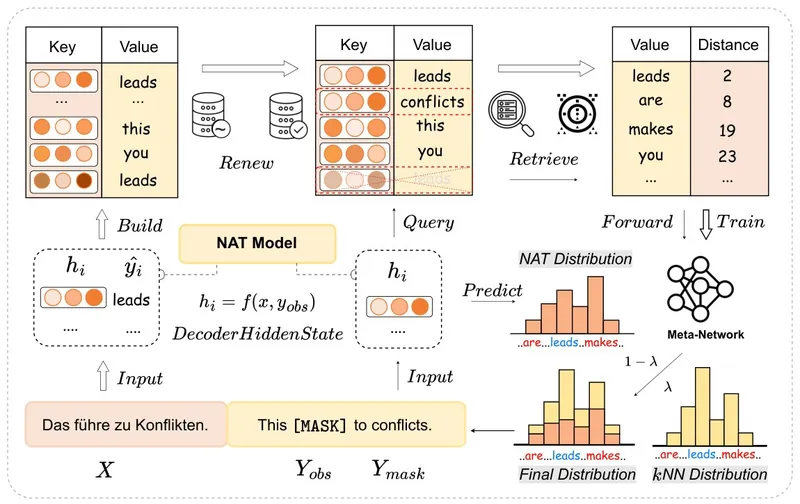 Key Value
leads
...
...
this
you
leads
Renew
Key Value
leads
conflicts
this
you
leads
Retrieve
Value Distance
leads 2
are 8
makes 19
you 23
... ...
Build
NAT Model
Query
Forward
Train
h_i ŷ_i
leads
.... ....
h_i = f(x, y_obs)
DecoderHiddenState
h_i
....
Predict
NAT Distribution
..are...leads..makes..
Meta-Network
1 − λ
λ
Input
Input
Das führe zu Konflikten.
This [MASK] to conflicts.
X
Y_obs
Y_mask
..are...leads..makes..
Final Distribution
..are...leads..makes..
kNN Distribution